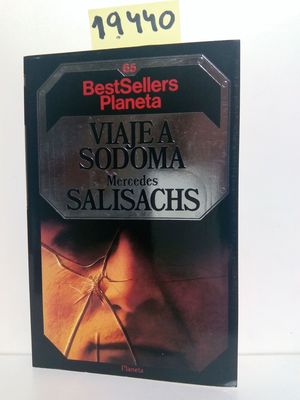 19440
65
BestSellers
Planeta
VIAJE A
SODOMA
Mercedes
SALISACHS
Planeta